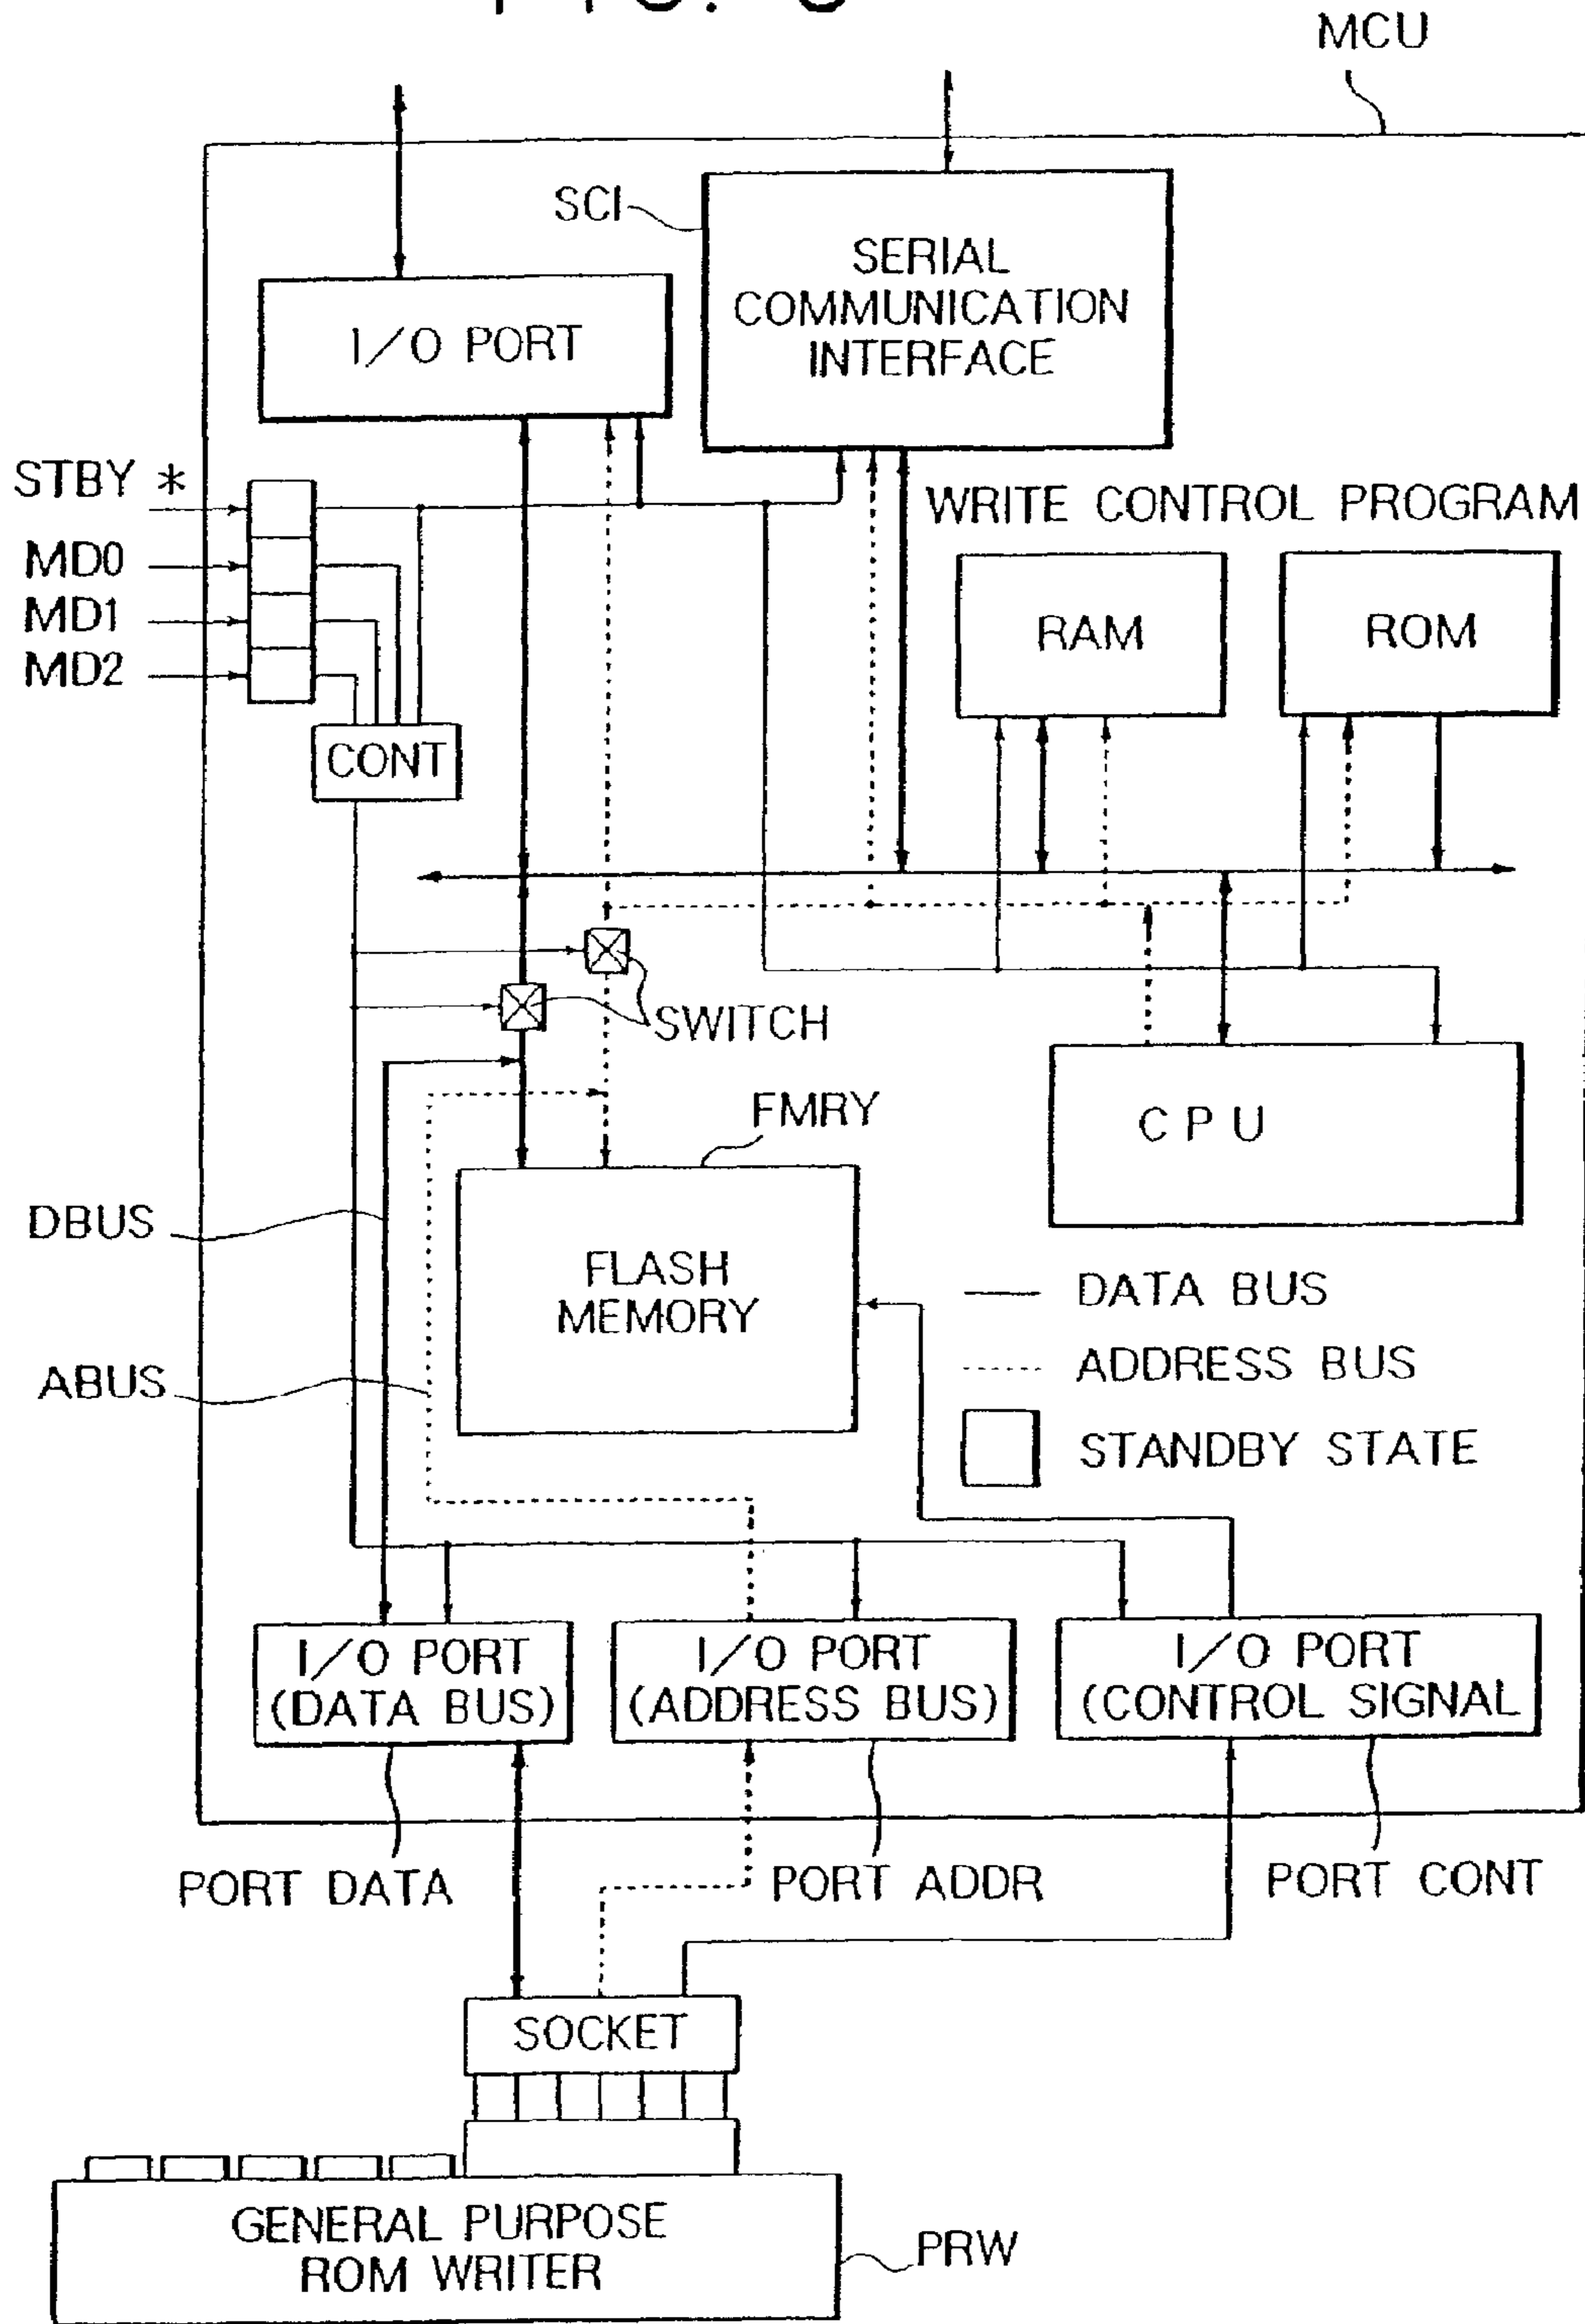 MCU
SCI
SERIAL
COMMUNICATION
INTERFACE
I/O PORT
STBY *
MD0
MD1
MD2
CONT
WRITE CONTROL PROGRAM
RAM
ROM
SWITCH
CPU
FMRY
DBUS
FLASH
MEMORY
DATA BUS
ADDRESS BUS
STANDBY STATE
ABUS
I/O PORT
(DATA BUS)
I/O PORT
(ADDRESS BUS)
I/O PORT
(CONTROL SIGNAL
PORT DATA
PORT ADDR
PORT CONT
SOCKET
GENERAL PURPOSE
ROM WRITER
PRW